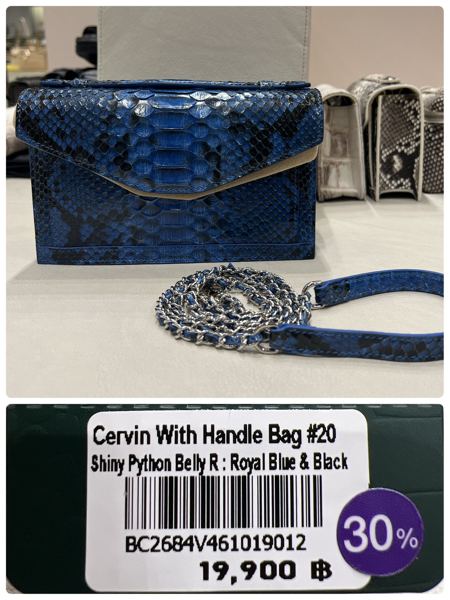 Cervin With Handle Bag #20
Shiny Python Belly R : Royal Blue & Black
BC2684V461019012
30%
19,900 ฿